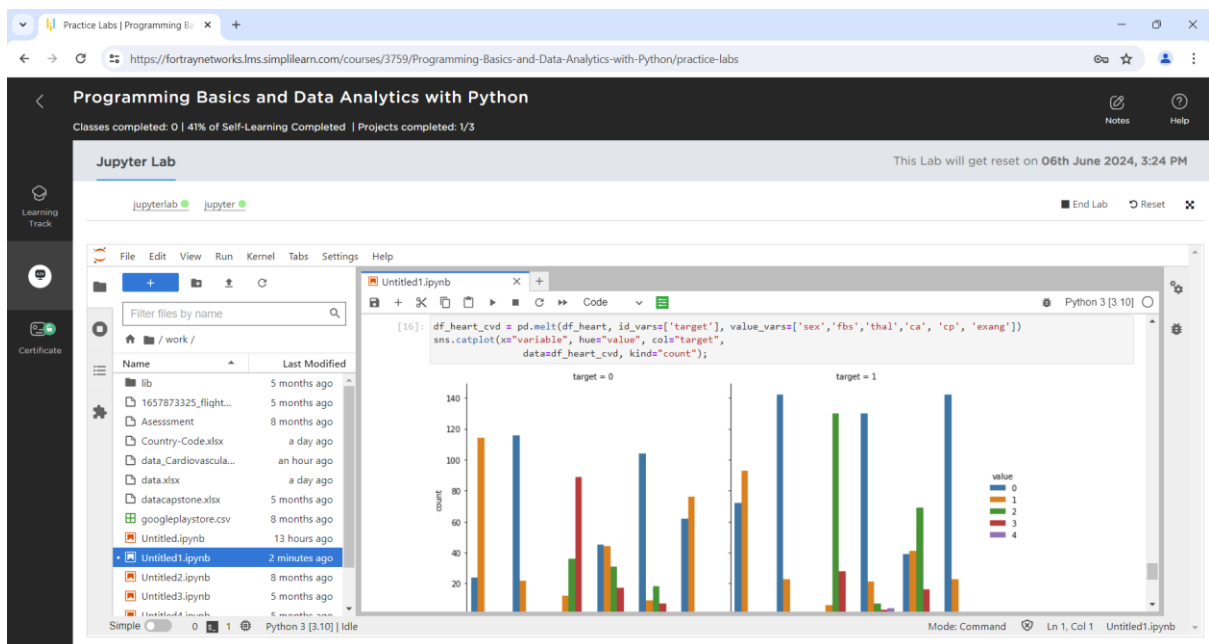 Practice Labs | Programming Ba
https://fortraynetworks.lms.simplilearn.com/courses/3759/Programming-Basics-and-Data-Analytics-with-Python/practice-labs
Programming Basics and Data Analytics with Python
Classes completed: 0 | 41% of Self-Learning Completed | Projects completed: 1/3
Notes
Help
Jupyter Lab
This Lab will get reset on 06th June 2024, 3:24 PM
Learning
Track
Certificate
jupyterlab jupyter
End Lab Reset
File Edit View Run Kernel Tabs Settings Help
Filter files by name
/ work /
Name Last Modified
lib 5 months ago
1657873325_flight... 5 months ago
Asesssment 8 months ago
Country-Code.xlsx a day ago
data_Cardiovascula... an hour ago
data.xlsx a day ago
datacapstone.xlsx 5 months ago
googleplaystore.csv 8 months ago
Untitled.ipynb 13 hours ago
Untitled1.ipynb 2 minutes ago
Untitled2.ipynb 8 months ago
Untitled3.ipynb 5 months ago
Untitled4.ipynb 5 months ago
Untitled1.ipynb
Code
Python 3 [3.10]
[16]: df_heart_cvd = pd.melt(df_heart, id_vars=['target'], value_vars=['sex','fbs','thal','ca', 'cp', 'exang'])
sns.catplot(x="variable", hue="value", col="target",
data=df_heart_cvd, kind="count");
target = 0
target = 1
140
120
100
80
60
40
20
count
value
0
1
2
3
4
Simple 0 s_ 1 Python 3 [3.10] | Idle
Mode: Command Ln 1, Col 1 Untitled1.ipynb